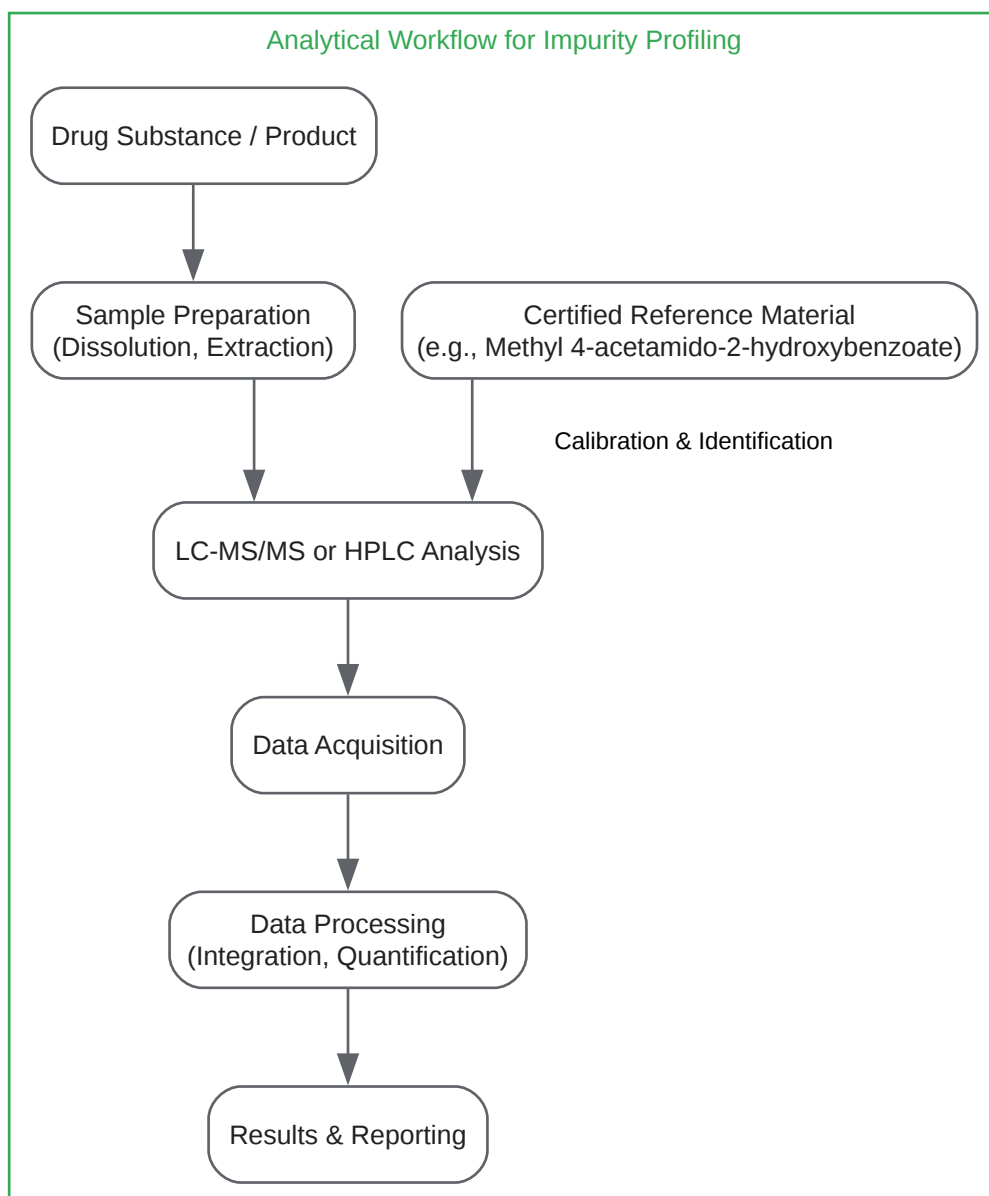 Analytical Workflow for Impurity Profiling
Drug Substance / Product
Sample Preparation
(Dissolution, Extraction)
Certified Reference Material
(e.g., Methyl 4-acetamido-2-hydroxybenzoate)
Calibration & Identification
LC-MS/MS or HPLC Analysis
Data Acquisition
Data Processing
(Integration, Quantification)
Results & Reporting